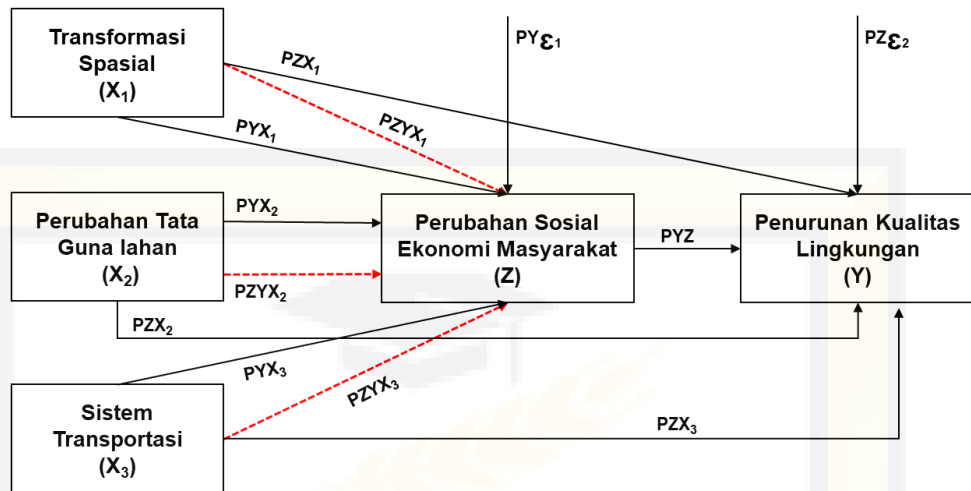 Transformasi
Spasial
(X₁)
PZX₁
PZYX₁
PYX₁
PYε₁
PZε₂
Perubahan Tata
Guna lahan
(X₂)
PYX₂
PZYX₂
PZX₂
Perubahan Sosial
Ekonomi Masyarakat
(Z)
PYZ
Penurunan Kualitas
Lingkungan
(Y)
PYX₃
PZYX₃
Sistem
Transportasi
(X₃)
PZX₃